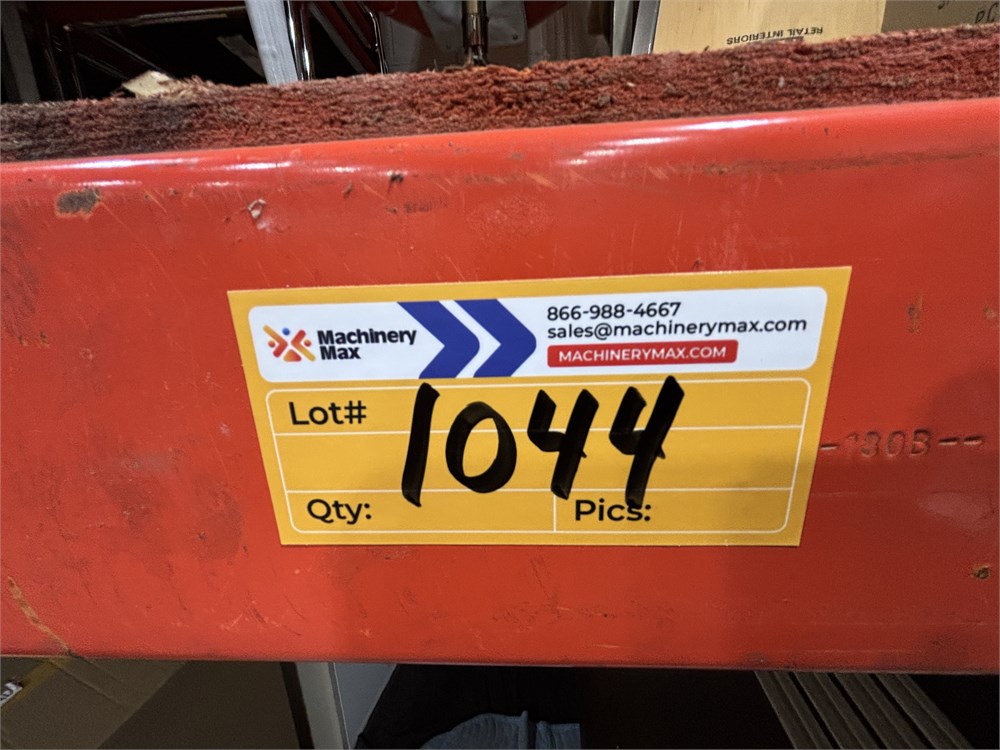 RETAIL INTERIORS
Machinery
Max
866-988-4667
sales@machinerymax.com
MACHINERYMAX.COM
Lot# 1044
Qty:
Pics: